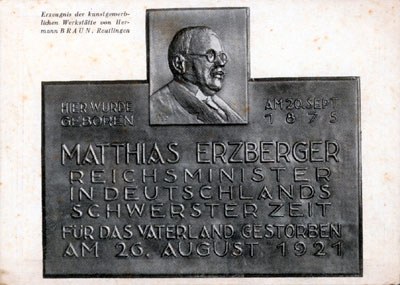 Erzeugnis der kunstgewerb-
lichen Werkstätte von Her-
mann BRAUN, Reutlingen
HIER WURDE
GEBOREN
AM 20. SEPT
1875
MATTHIAS ERZBERGER
REICHSMINISTER
IN DEUTSCHLANDS
SCHWERSTER ZEIT
FÜR DAS VATERLAND GESTORBEN
AM 26. AUGUST 1921